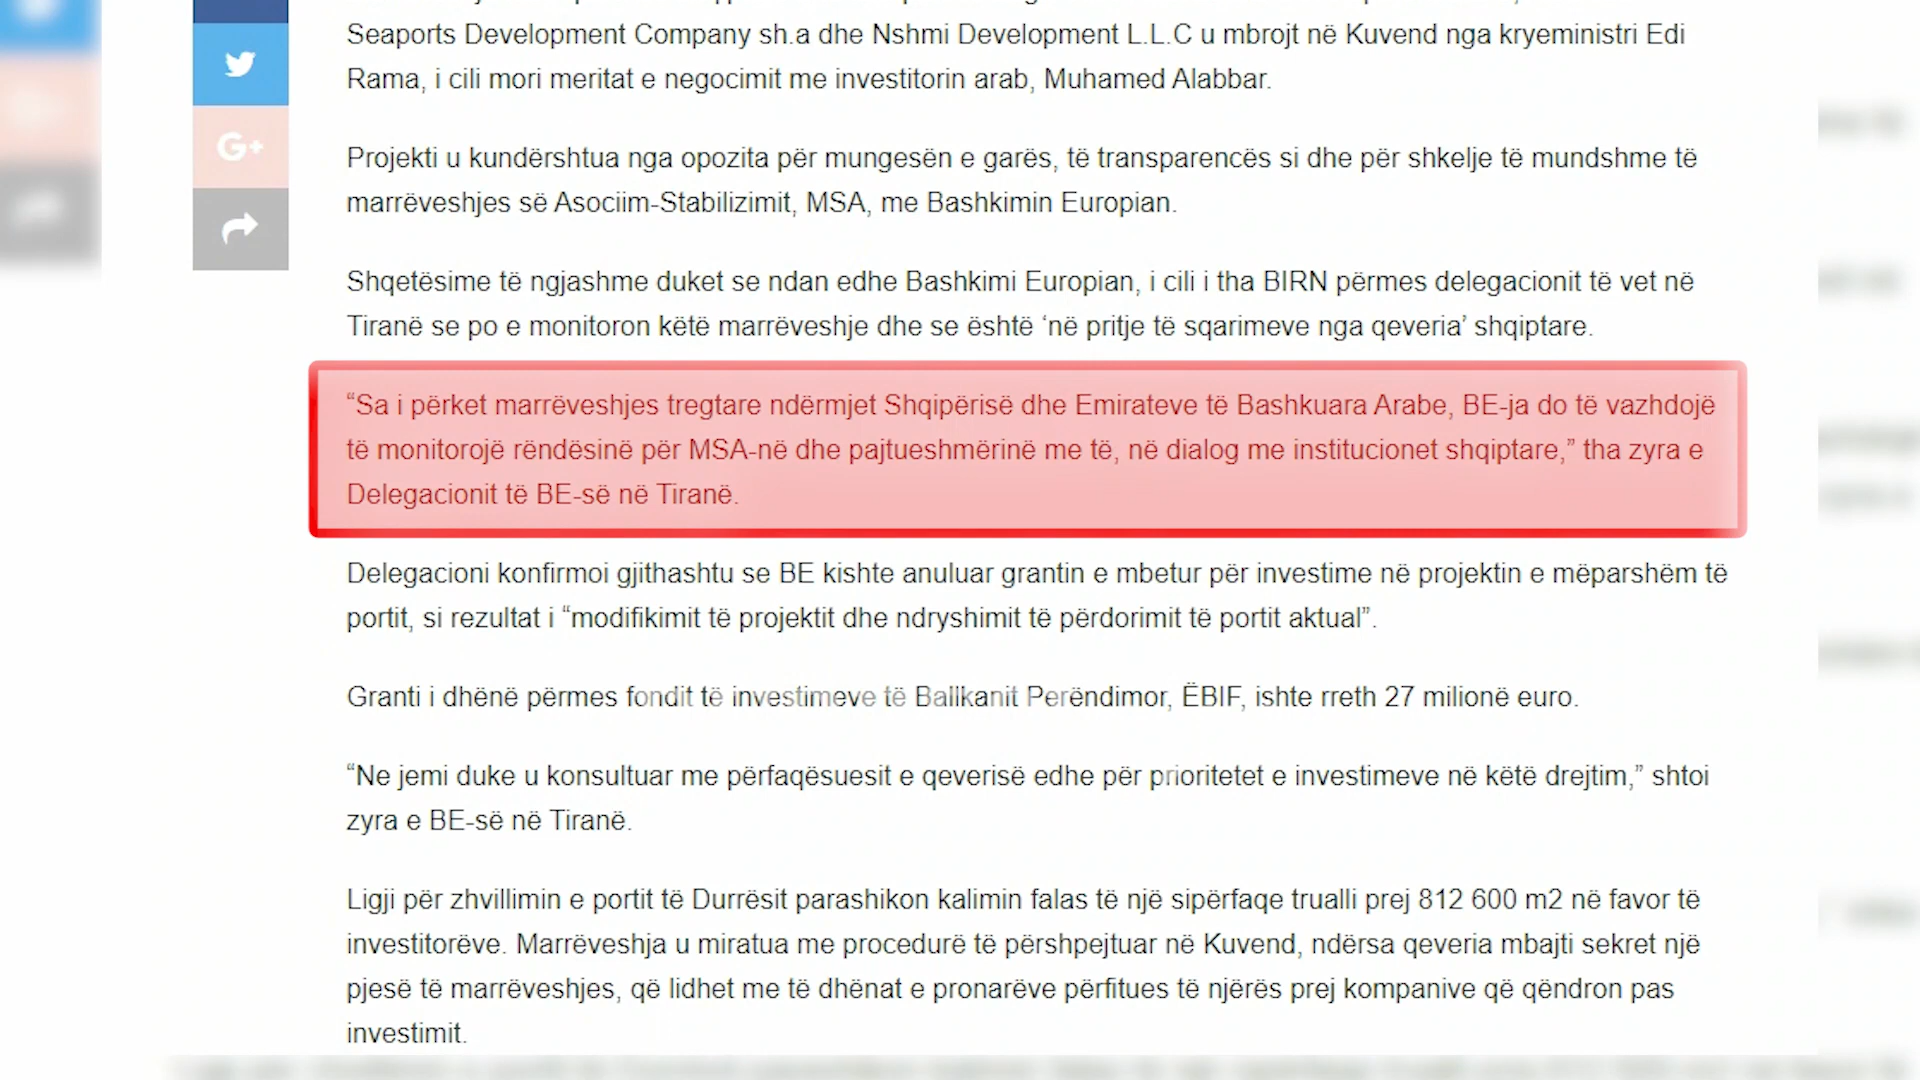 Seaports Development Company sh.a dhe Nshmi Development L.L.C u mbrojt në Kuvend nga kryeministri Edi
Rama, i cili mori meritat e negocimit me investitorin arab, Muhamed Alabbar.
Projekti u kundërshtua nga opozita për mungesën e garës, të transparencës si dhe për shkelje të mundshme të
marrëveshjes së Asociim-Stabilizimit, MSA, me Bashkimin Europian.
Shqetësime të ngjashme duket se ndan edhe Bashkimi Europian, i cili i tha BIRN përmes delegacionit të vet në
Tiranë se po e monitoron këtë marrëveshje dhe se është ‘në pritje të sqarimeve nga qeveria’ shqiptare.
“Sa i përket marrëveshjes tregtare ndërmjet Shqipërisë dhe Emirateve të Bashkuara Arabe, BE-ja do të vazhdojë
të monitorojë rëndësinë për MSA-në dhe pajtueshmërinë me të, në dialog me institucionet shqiptare,” tha zyra e
Delegacionit të BE-së në Tiranë.
Delegacioni konfirmoi gjithashtu se BE kishte anuluar grantin e mbetur për investime në projektin e mëparshëm të
portit, si rezultat i “modifikimit të projektit dhe ndryshimit të përdorimit të portit aktual”.
Granti i dhënë përmes fondit të investimeve të Ballkanit Perëndimor, ËBIF, ishte rreth 27 milionë euro.
“Ne jemi duke u konsultuar me përfaqësuesit e qeverisë edhe për prioritetet e investimeve në këtë drejtim,” shtoi
zyra e BE-së në Tiranë.
Ligji për zhvillimin e portit të Durrësit parashikon kalimin falas të një sipërfaqe trualli prej 812 600 m2 në favor të
investitorëve. Marrëveshja u miratua me procedurë të përshpejtuar në Kuvend, ndërsa qeveria mbajti sekret një
pjesë të marrëveshjes, që lidhet me të dhënat e pronarëve përfitues të njërës prej kompanive që qëndron pas
investimit.